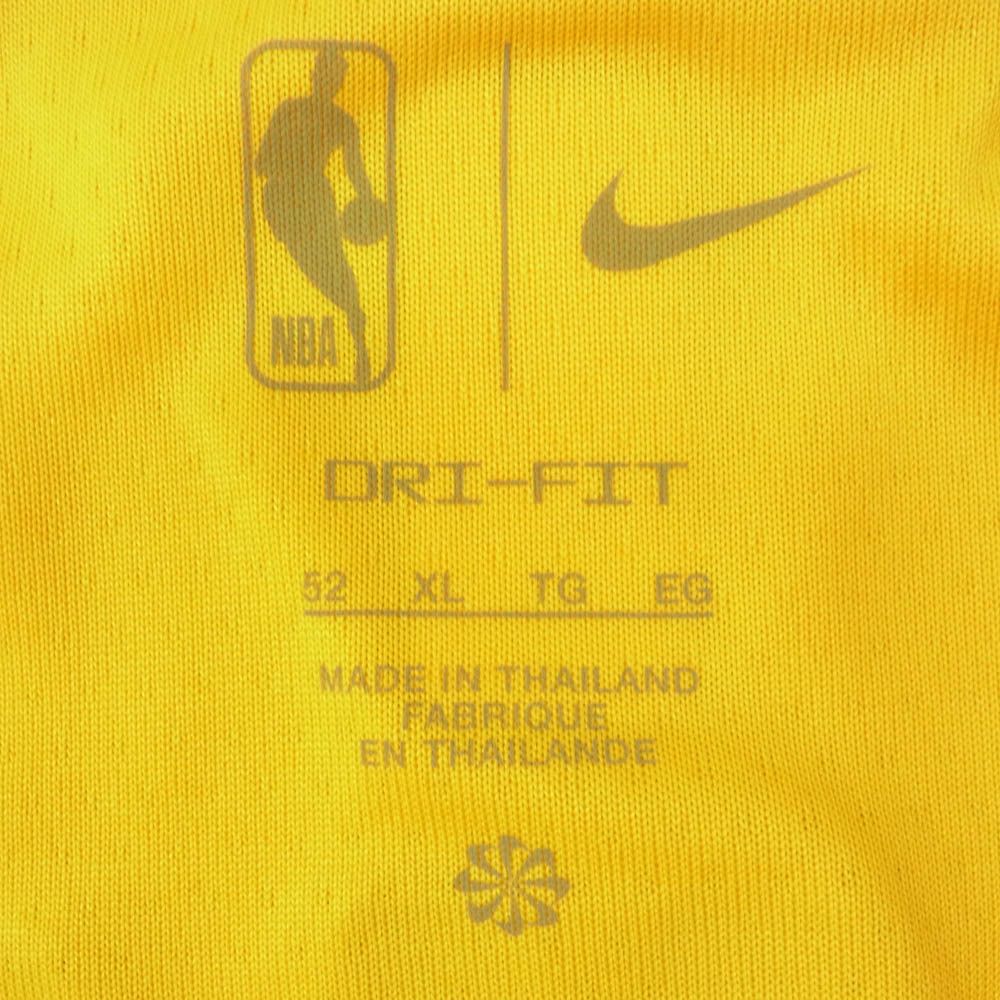 NBA
DRI-FIT
52 XL TG EG
MADE IN THAILAND
FABRIQUE
EN THAILANDE